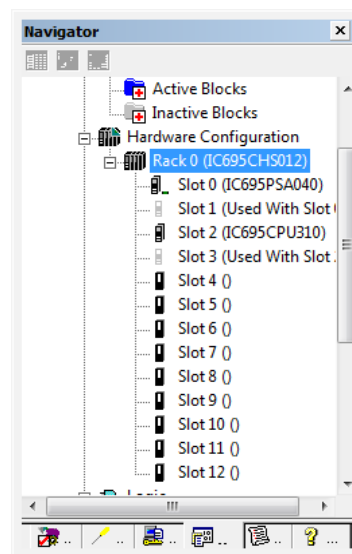 Navigator
Active Blocks
Inactive Blocks
Hardware Configuration
Rack 0 (IC695CHS012)
Slot 0 (IC695PSA040)
Slot 1 (Used With Slot
Slot 2 (IC695CPU310)
Slot 3 (Used With Slot
Slot 4 ()
Slot 5 ()
Slot 6 ()
Slot 7 ()
Slot 8 ()
Slot 9 ()
Slot 10 ()
Slot 11 ()
Slot 12 ()